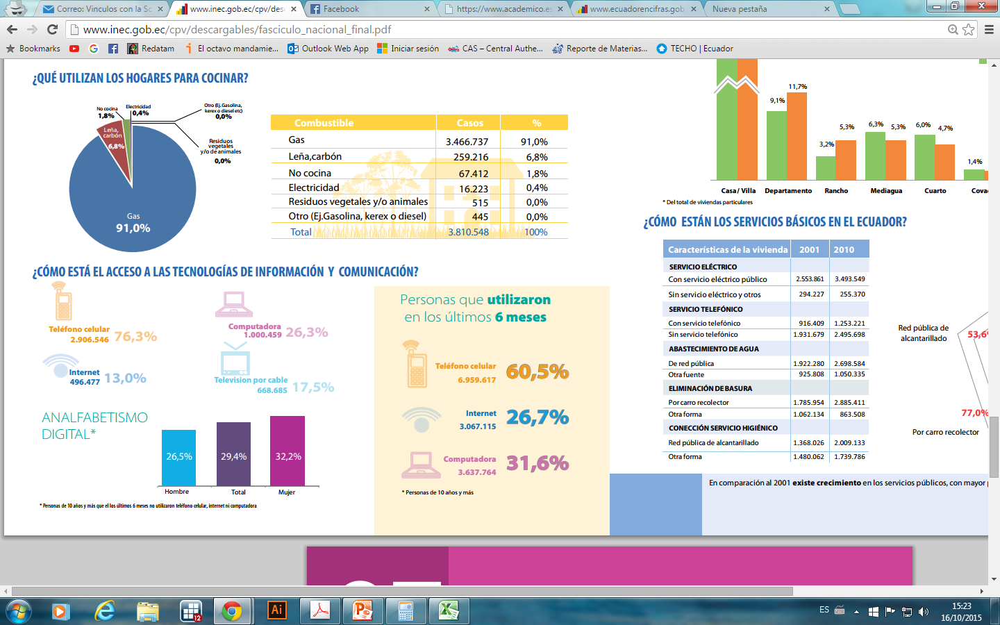 Correo: Vinculos con la So
www.inec.gob.ec/cpv/des
Facebook
https://www.academico.es
www.ecuadorencifras.gob
Nueva pestaña
www.inec.gob.ec/cpv/descargables/fasciculo_nacional_final.pdf
Bookmarks
Redatam
El octavo mandamie...
Outlook Web App
Iniciar sesión
CAS – Central Authe...
Reporte de Materias...
TECHO | Ecuador
¿QUÉ UTILIZAN LOS HOGARES PARA COCINAR?
No cocina
1,8%
Electricidad
0,4%
Otro (Ej. Gasolina,
kerex o diesel etc)
0,0%
Leña,
carbón
6,8%
Residuos
vegetales
y/o de animales
0,0%
Gas
91,0%
Combustible Casos %
Gas 3.466.737 91,0%
Leña,carbón 259.216 6,8%
No cocina 67.412 1,8%
Electricidad 16.223 0,4%
Residuos vegetales y/o animales 515 0,0%
Otro (Ej.Gasolina, kerex o diesel) 445 0,0%
Total 3.810.548 100%
¿CÓMO ESTÁ EL ACCESO A LAS TECNOLOGÍAS DE INFORMACIÓN Y COMUNICACIÓN?
Teléfono celular
2.906.546 76,3%
Computadora
1.000.459 26,3%
Internet
496.477 13,0%
Television por cable
668.685 17,5%
ANALFABETISMO
DIGITAL*
26,5% 29,4% 32,2%
Hombre Total Mujer
* Personas de 10 años y más que el los últimos 6 meses no utilizaron teléfono celular, internet ni computadora
Personas que utilizaron
en los últimos 6 meses
Teléfono celular
6.959.617
60,5%
Internet
3.067.115
26,7%
Computadora
3.637.764
31,6%
* Personas de 10 años y más
9,1% 11,7%
3,2% 5,3%
6,3% 5,3%
6,0% 4,7%
1,4%
Casa/ Villa Departamento Rancho Mediagua Cuarto Covac
* Del total de viviendas particulares
¿CÓMO ESTÁN LOS SERVICIOS BÁSICOS EN EL ECUADOR?
Características de la vivienda 2001 2010
SERVICIO ELÉCTRICO
Con servicio eléctrico público 2.553.861 3.493.549
Sin servicio eléctrico y otros 294.227 255.370
SERVICIO TELEFÓNICO
Con servicio telefónico 916.409 1.253.221
Sin servicio telefónico 1.931.679 2.495.698
ABASTECIMIENTO DE AGUA
De red pública 1.922.280 2.698.584
Otra fuente 925.808 1.050.335
ELIMINACIÓN DE BASURA
Por carro recolector 1.785.954 2.885.411
Otra forma 1.062.134 863.508
CONECCIÓN SERVICIO HIGIÉNICO
Red pública de alcantarillado 1.368.026 2.009.133
Otra forma 1.480.062 1.739.786
Red pública de
alcantarillado
53,6%
77,0%
Por carro recolector
En comparación al 2001 existe crecimiento en los servicios públicos, con mayor
12
Ai
ES
15:23
16/10/2015